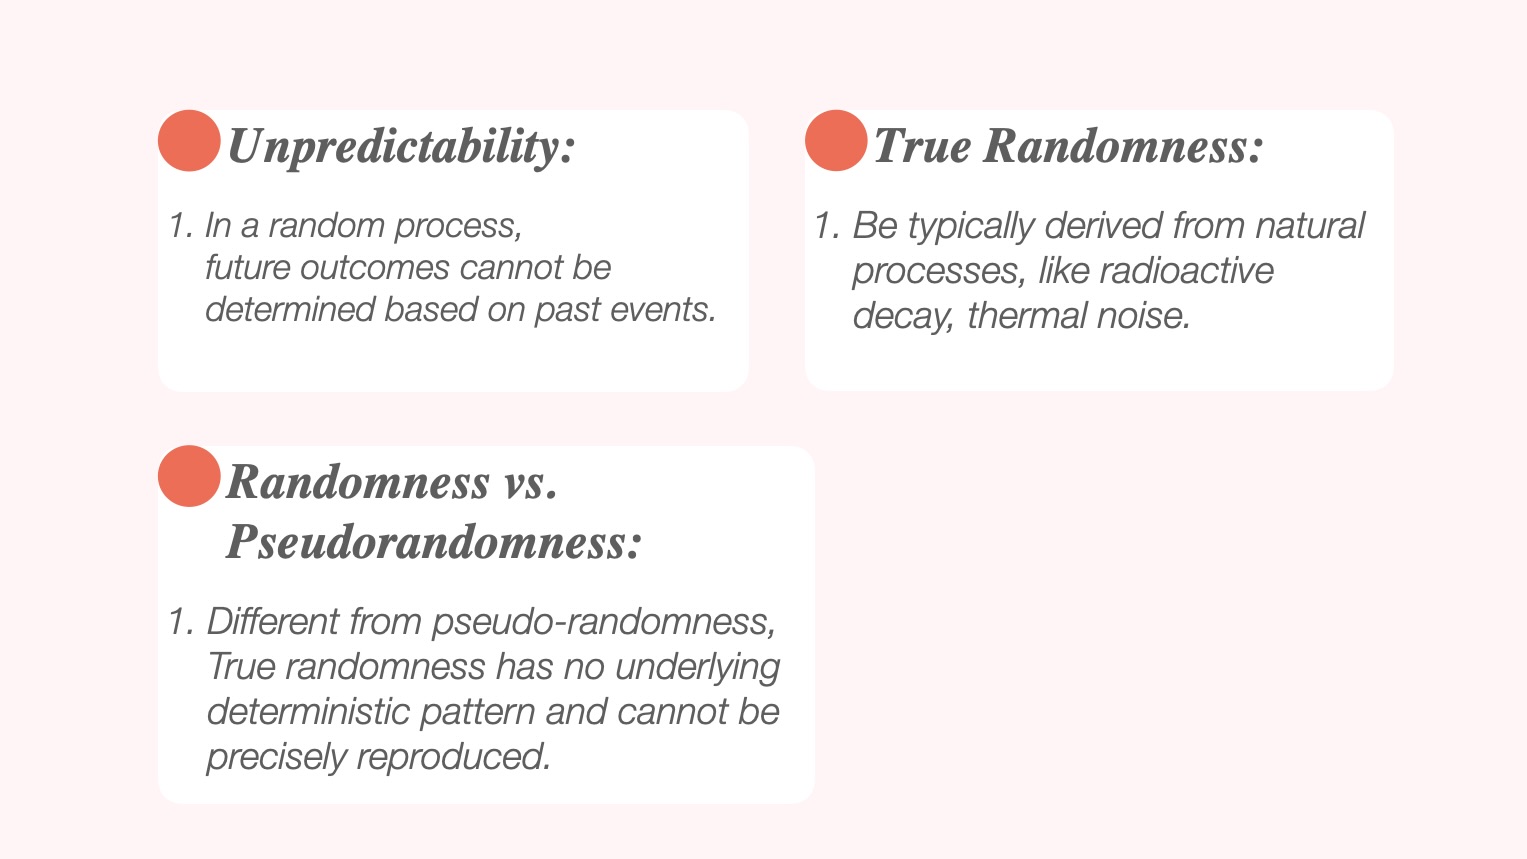 Unpredictability:
1. In a random process,
future outcomes cannot be
determined based on past events.
True Randomness:
1. Be typically derived from natural
processes, like radioactive
decay, thermal noise.
Randomness vs.
Pseudorandomness:
1. Different from pseudo-randomness,
True randomness has no underlying
deterministic pattern and cannot be
precisely reproduced.